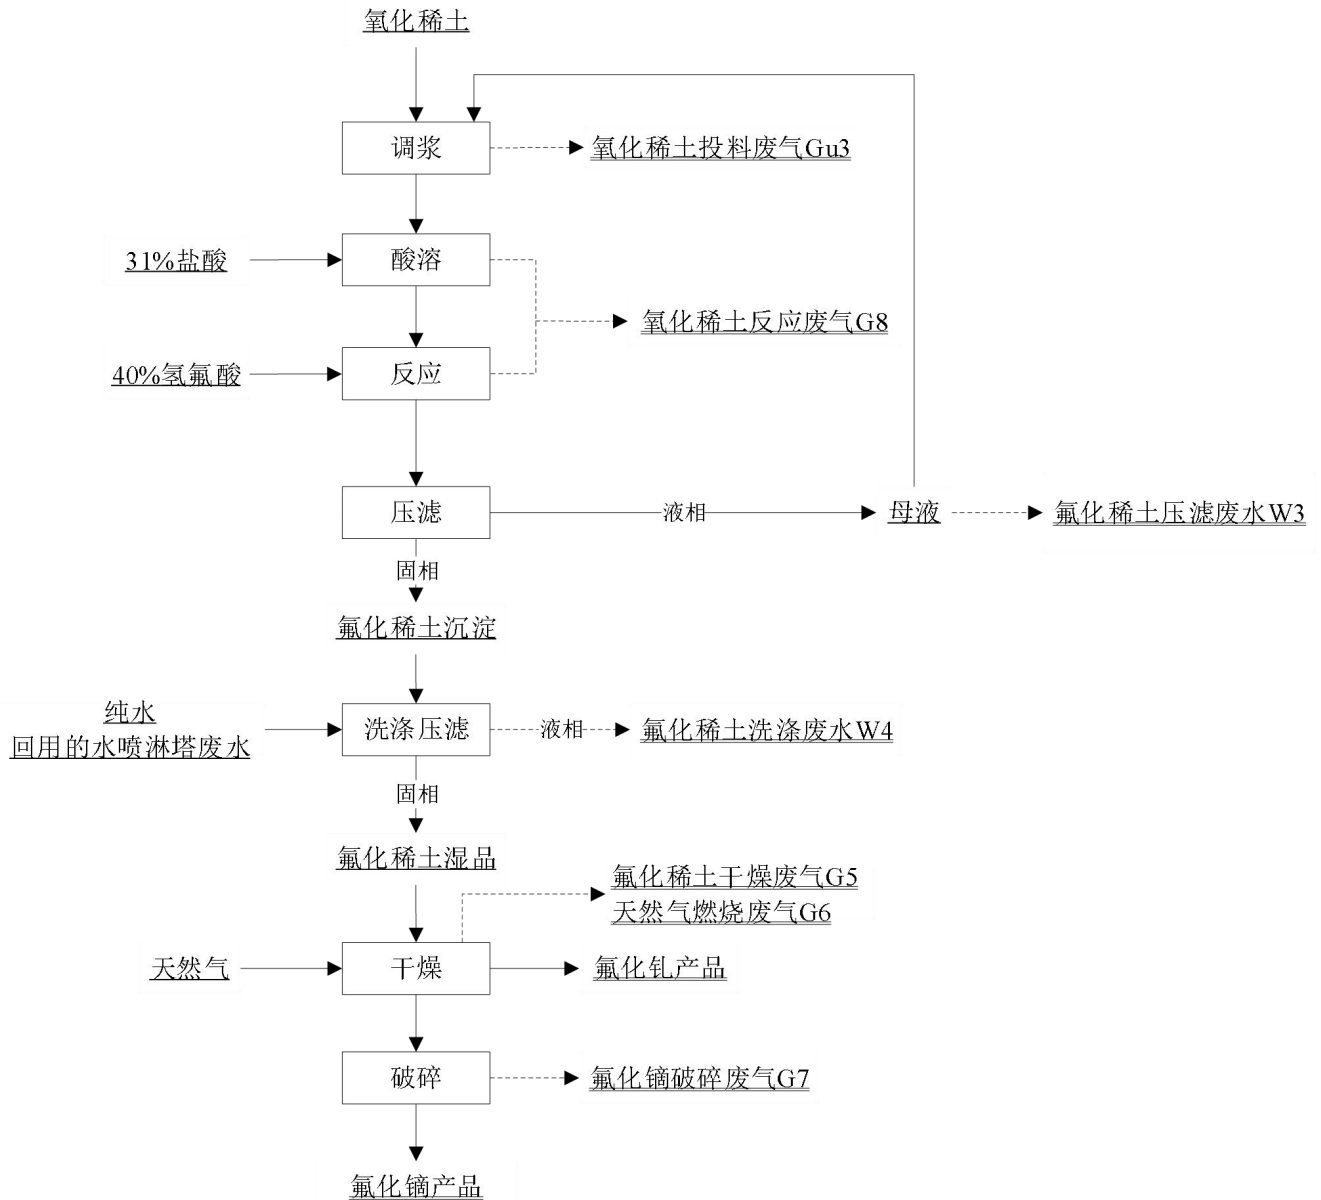 氧化稀土
调浆
氧化稀土投料废气Gu3
31%盐酸
酸溶
氧化稀土反应废气G8
40%氢氟酸
反应
压滤
液相
母液
氟化稀土压滤废水W3
固相
氟化稀土沉淀
纯水
回用的水喷淋塔废水
洗涤压滤
液相
氟化稀土洗涤废水W4
固相
氟化稀土湿品
氟化稀土干燥废气G5
天然气燃烧废气G6
天然气
干燥
氟化钆产品
破碎
氟化镝破碎废气G7
氟化镝产品